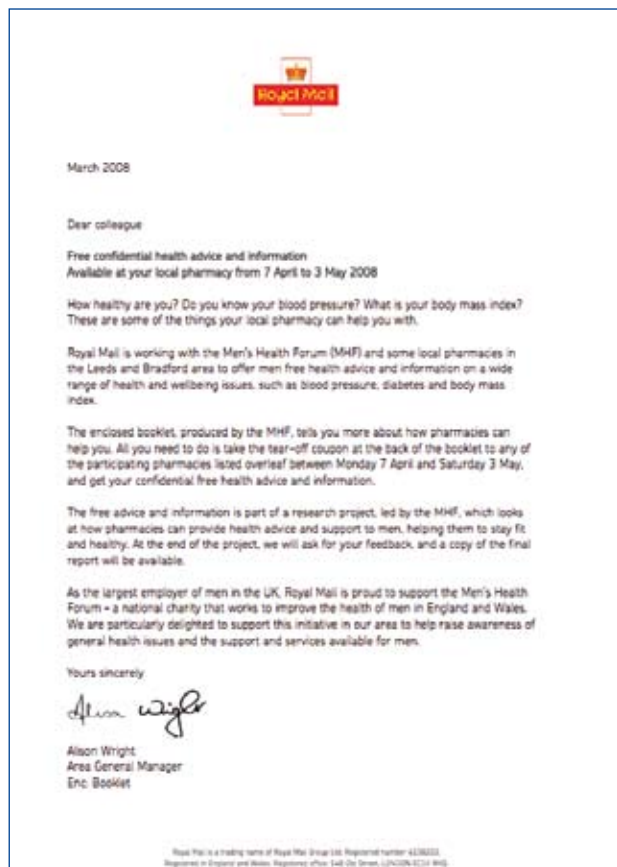 Royal Mail
March 2008
Dear colleague
Free confidential health advice and information
Available at your local pharmacy from 7 April to 3 May 2008
How healthy are you? Do you know your blood pressure? What is your body mass index?
These are some of the things your local pharmacy can help you with.
Royal Mail is working with the Men's Health Forum (MHF) and some local pharmacies in
the Leeds and Bradford area to offer men free health advice and information on a wide
range of health and wellbeing issues, such as blood pressure, diabetes and body mass
index.
The enclosed booklet, produced by the MHF, tells you more about how pharmacies can
help you. All you need to do is take the tear-off coupon at the back of the booklet to any of
the participating pharmacies listed overleaf between Monday 7 April and Saturday 3 May,
and get your confidential free health advice and information.
The free advice and information is part of a research project, led by the MHF, which looks
at how pharmacies can provide health advice and support to men, helping them to stay fit
and healthy. At the end of the project, we will ask for your feedback, and a copy of the final
report will be available.
As the largest employer of men in the UK, Royal Mail is proud to support the Men's Health
Forum – a national charity that works to improve the health of men in England and Wales.
We are particularly delighted to support this initiative in our area to help raise awareness of
general health issues and the support and services available for men.
Yours sincerely
Alison Wright
Alison Wright
Area General Manager
Enc: Booklet
Royal Mail is a trading name of Royal Mail Group Ltd. Registered number
Registered in England and Wales. Registered office: Old Street, LONDON